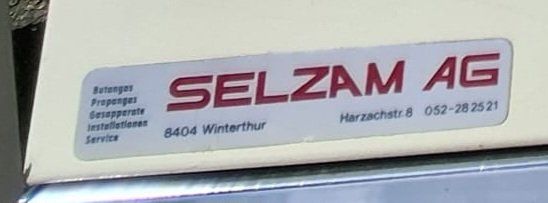 Butangas
Propangas
Gasapparate
Installationen
Service
SELZAM AG
8404 Winterthur
Harzachstr. 8 052-28 25 21